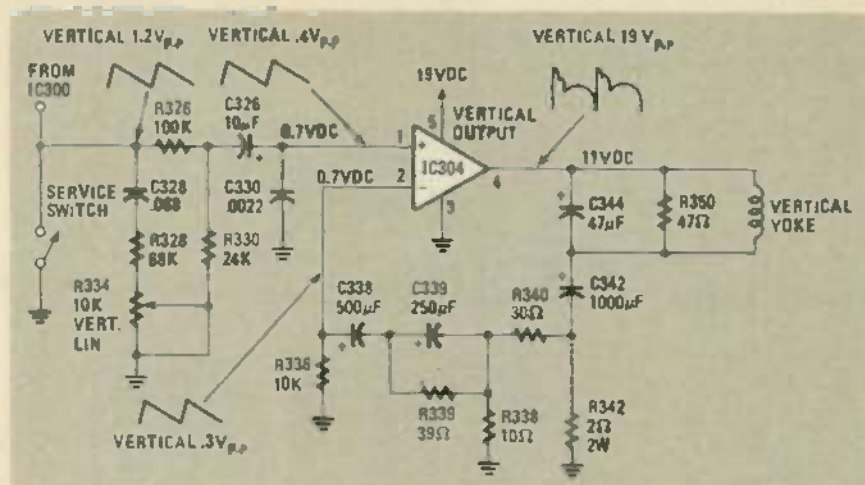 VERTICAL 1.2Vp.p
VERTICAL .4Vp.p
VERTICAL 19 Vp.p
FROM
IC300
R326
100K
C326
10µF
0.7VDC
19VDC
VERTICAL
OUTPUT
1
+
5
IC304
4
2
-
3
0.7VDC
11VDC
SERVICE
SWITCH
C328
.068
C330
.0022
R328
68K
R330
24K
R334
10K
VERT.
LIN
C344
47µF
R350
47Ω
VERTICAL
YOKE
C338
500µF
C339
250µF
R340
30Ω
C342
1000µF
R336
10K
R339
39Ω
R338
10Ω
R342
2Ω
2W
VERTICAL .3Vp.p